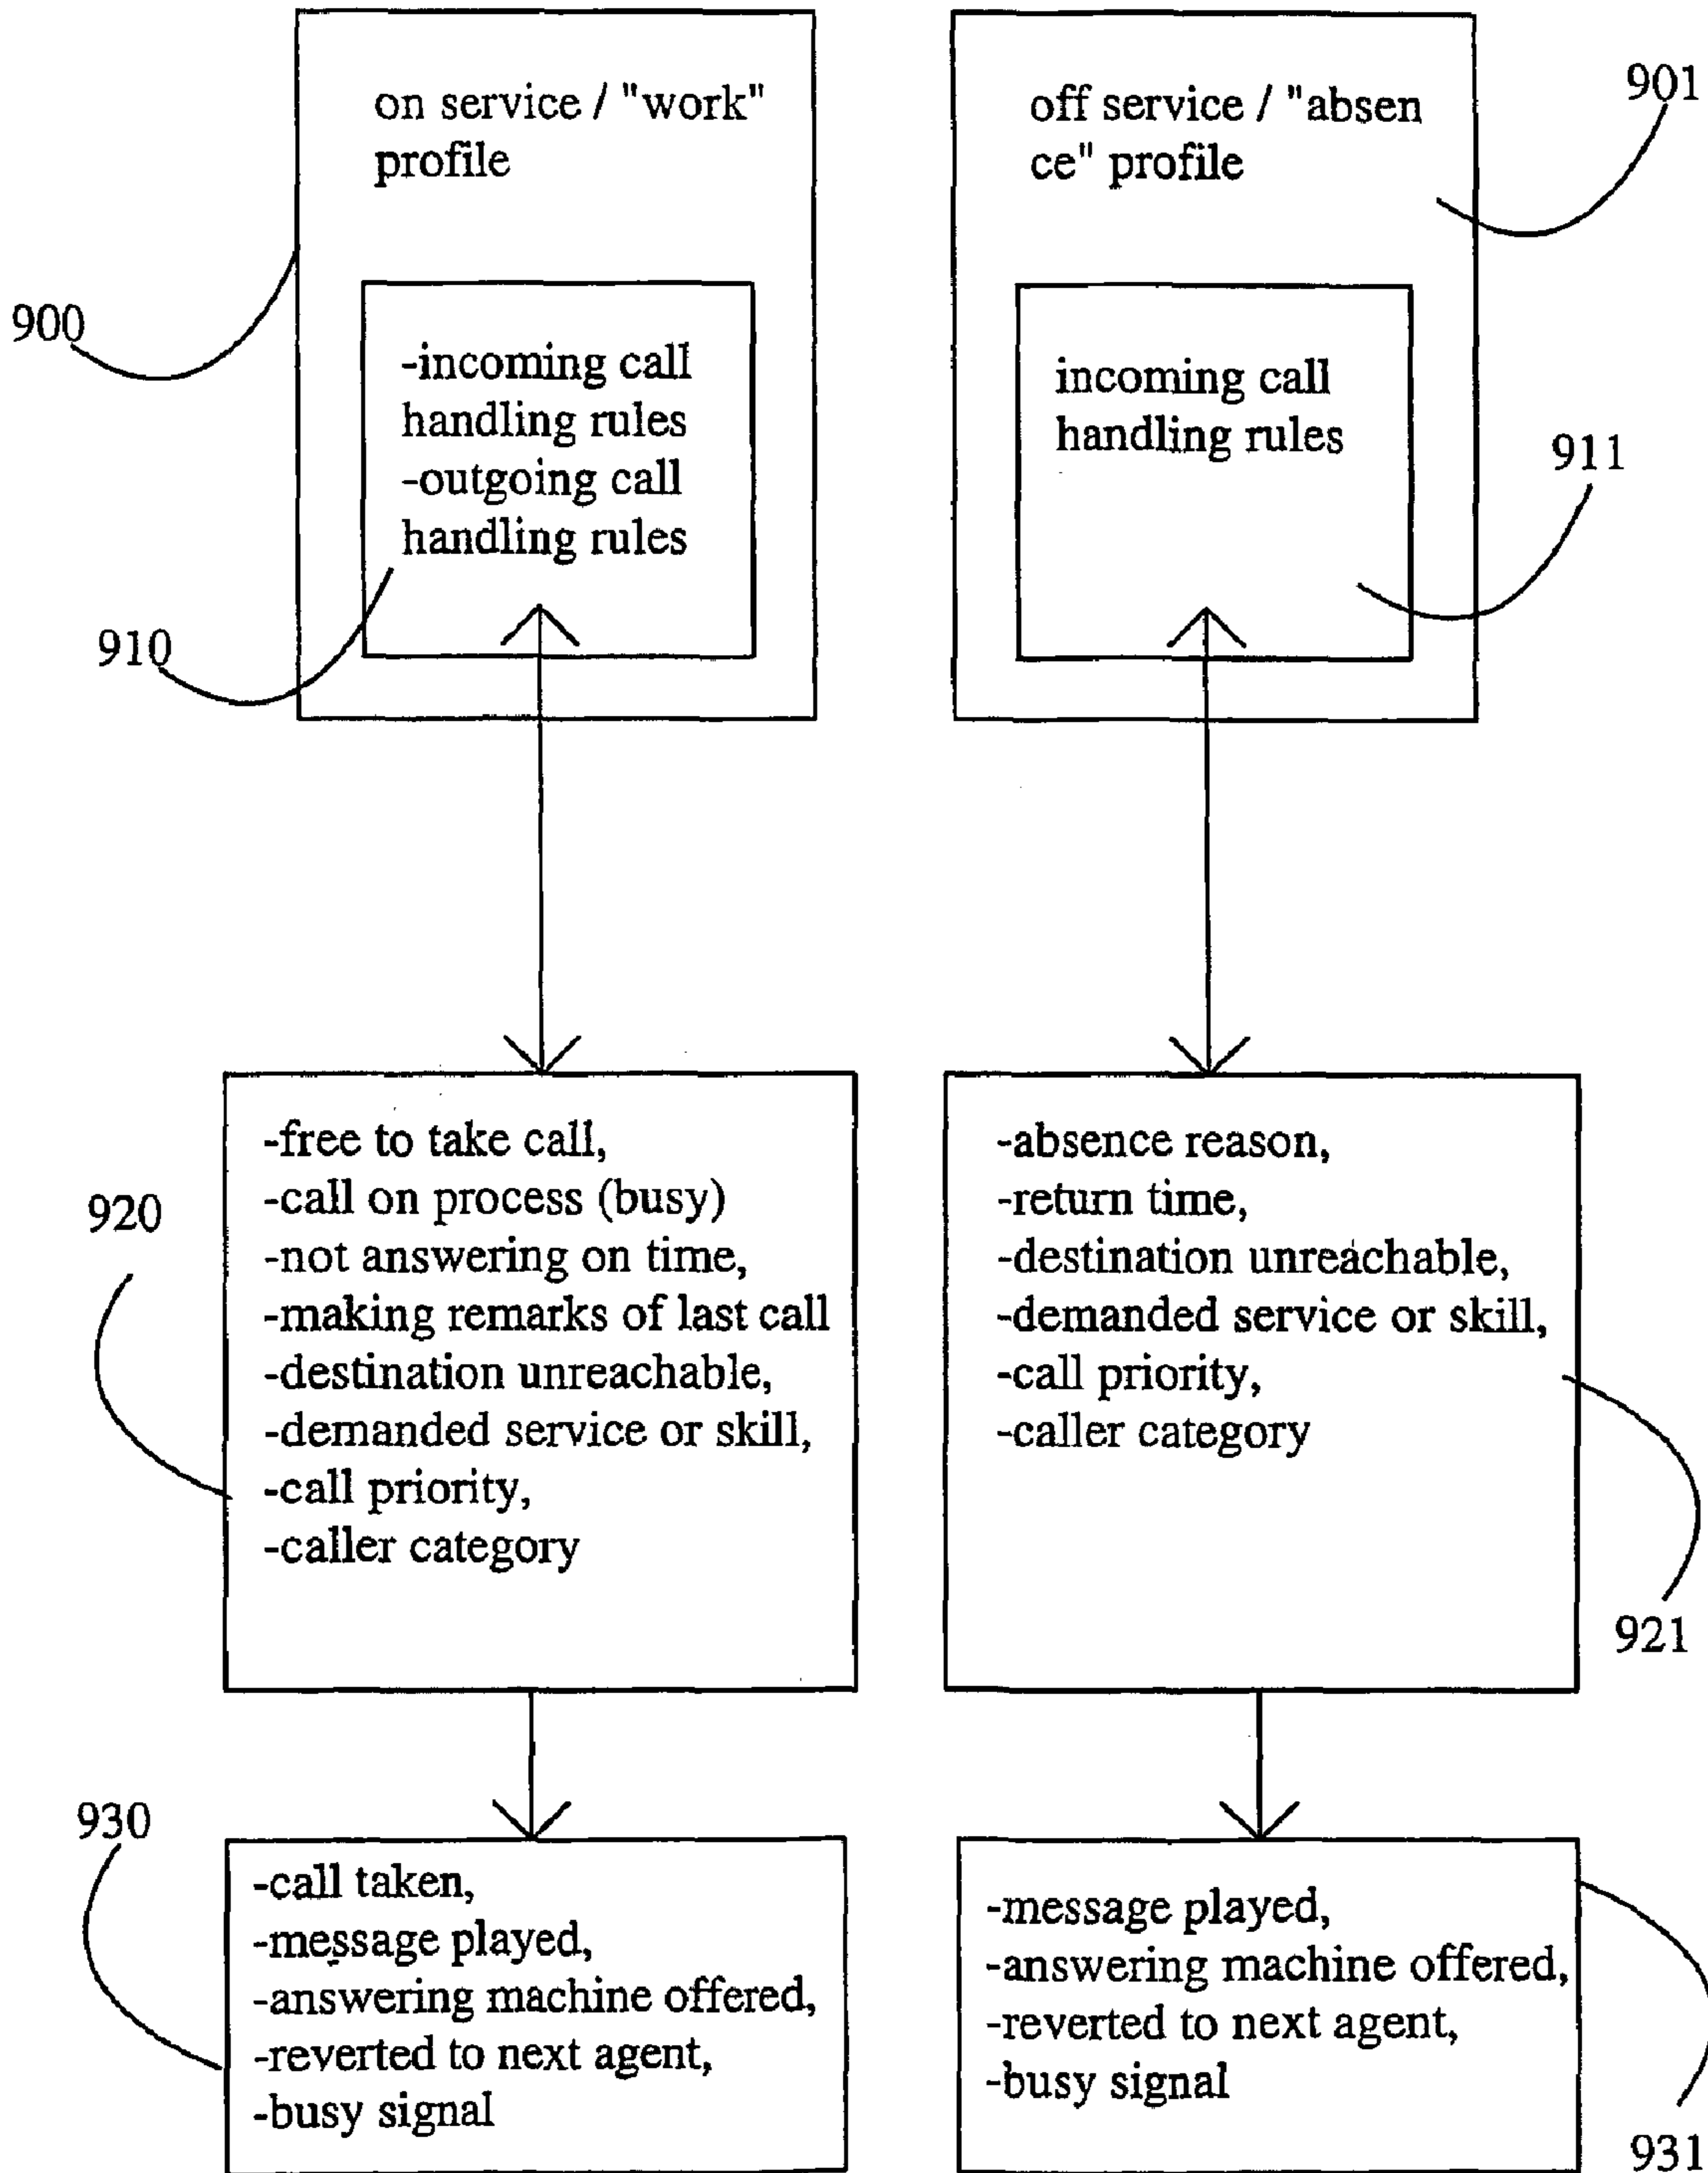 on service / "work"
profile
off service / "absen
ce" profile
901
900
-incoming call
handling rules
-outgoing call
handling rules
incoming call
handling rules
911
910
920
-free to take call,
-call on process (busy)
-not answering on time,
-making remarks of last call
-destination unreachable,
-demanded service or skill,
-call priority,
-caller category
-absence reason,
-return time,
-destination unreachable,
-demanded service or skill,
-call priority,
-caller category
921
930
-call taken,
-message played,
-answering machine offered,
-reverted to next agent,
-busy signal
-message played,
-answering machine offered,
-reverted to next agent,
-busy signal
931